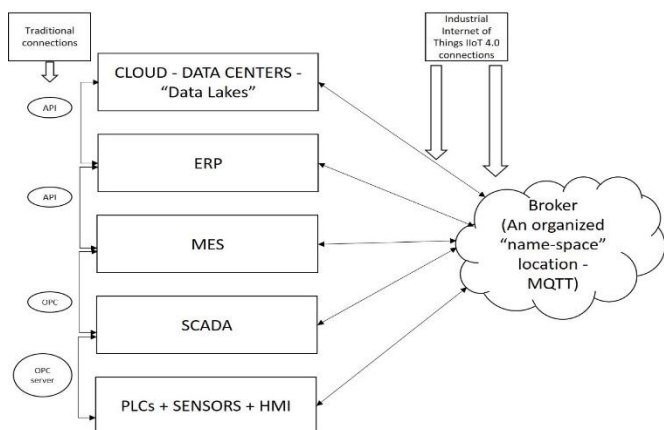 Traditional
connections
Industrial
Internet of
Things IIoT 4.0
connections
CLOUD - DATA CENTERS -
“Data Lakes”
API
ERP
API
MES
OPC
SCADA
OPC
server
PLCs + SENSORS + HMI
Broker
(An organized
“name-space”
location -
MQTT)